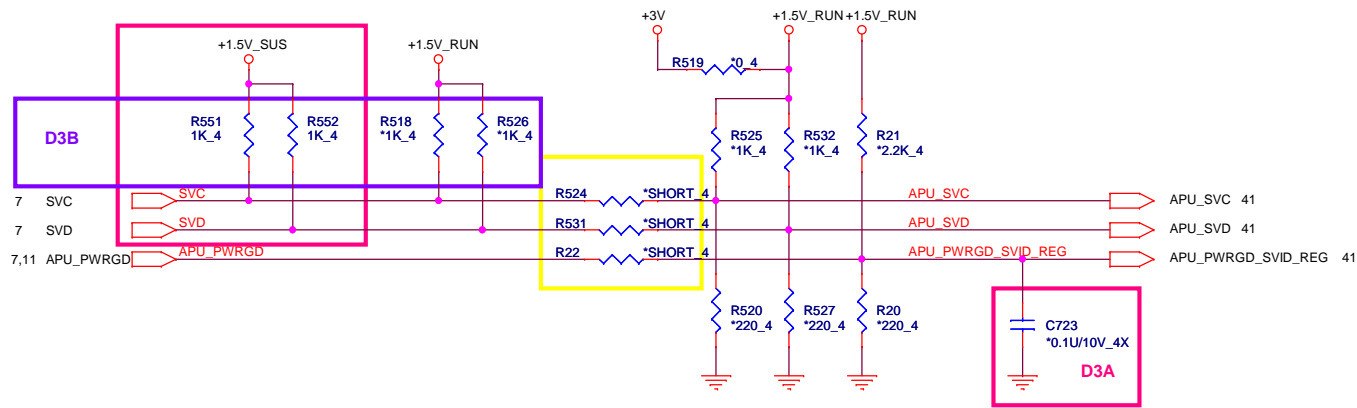 +3V
+1.5V_RUN
+1.5V_RUN
+1.5V_SUS
+1.5V_RUN
R519
*0_4
D3B
R551
1K_4
R552
1K_4
R518
*1K_4
R526
*1K_4
R525
*1K_4
R532
*1K_4
R21
*2.2K_4
7 SVC
SVC
R524
*SHORT_4
APU_SVC
APU_SVC 41
7 SVD
SVD
R531
*SHORT_4
APU_SVD
APU_SVD 41
7,11 APU_PWRGD
APU_PWRGD
R22
*SHORT_4
APU_PWRGD_SVID_REG
APU_PWRGD_SVID_REG 41
R520
*220_4
R527
*220_4
R20
*220_4
C723
*0.1U/10V_4X
D3A